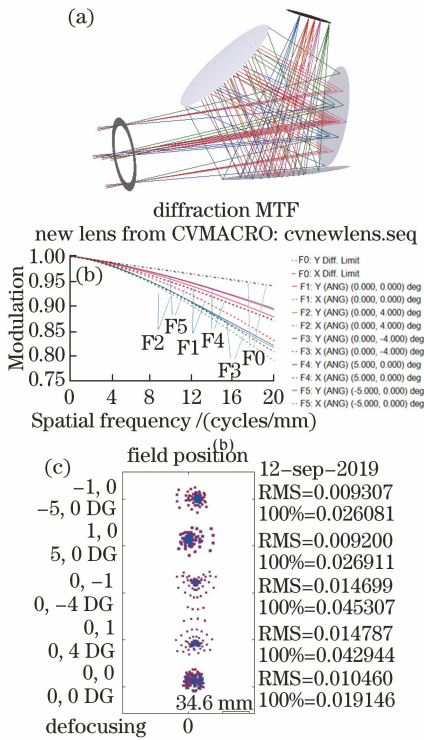 (a)
diffraction MTF
new lens from CVMACRO: cvnewlens.seq
Modulation
1.00
0.95
0.90
0.85
0.80
0.75
(b)
F2
F5
F1
F4
F3
F0
0 4 8 12 16 20
Spatial frequency /(cycles/mm)
F0: Y Diff. Limit
F0: X Diff. Limit
F1: Y (ANG) (0.000, 0.000) deg
F1: X (ANG) (0.000, 0.000) deg
F2: Y (ANG) (0.000, 4.000) deg
F2: X (ANG) (0.000, 4.000) deg
F3: Y (ANG) (0.000, -4.000) deg
F3: X (ANG) (0.000, -4.000) deg
F4: Y (ANG) (5.000, 0.000) deg
F4: X (ANG) (5.000, 0.000) deg
F5: Y (ANG) (-5.000, 0.000) deg
F5: X (ANG) (-5.000, 0.000) deg
(b)
(c)
field position
12-sep-2019
-1, 0
-5, 0 DG
RMS=0.009307
100%=0.026081
1, 0
5, 0 DG
RMS=0.009200
100%=0.026911
0, -1
0, -4 DG
RMS=0.014699
100%=0.045307
0, 1
0, 4 DG
RMS=0.014787
100%=0.042944
0, 0
0, 0 DG
RMS=0.010460
100%=0.019146
34.6 mm
defocusing 0